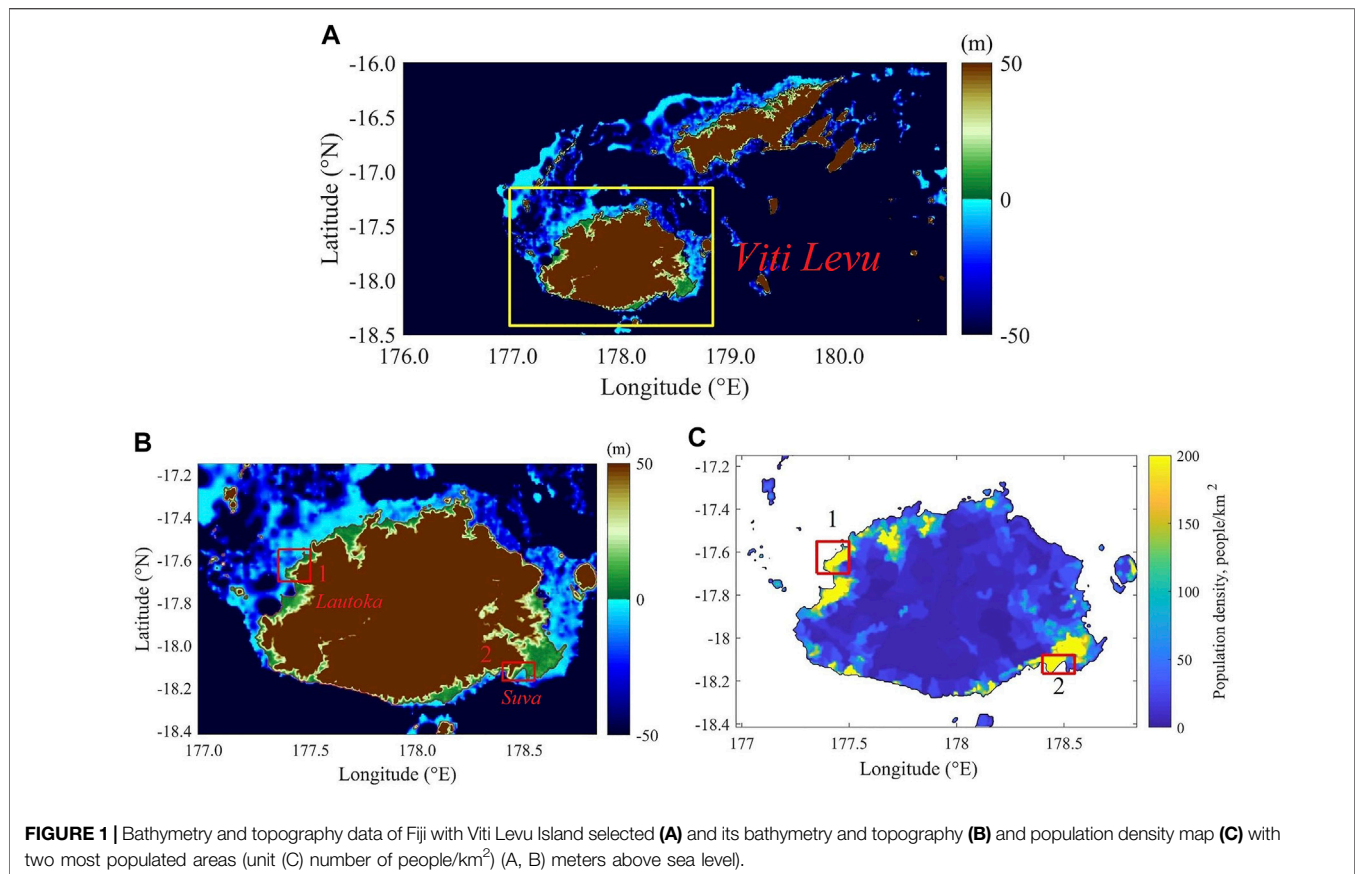 A
(m)
-16.0
-16.5
-17.0
-17.5
-18.0
-18.5
Latitude (°N)
176.0 177.0 178.0 179.0 180.0
Longitude (°E)
Viti Levu
50
0
-50
B
(m)
-17.2
-17.4
-17.6
-17.8
-18.0
-18.2
-18.4
Latitude (°N)
177.0 177.5 178.0 178.5
Longitude (°E)
1
Lautoka
2
Suva
50
0
-50
C
-17.2
-17.4
-17.6
-17.8
-18
-18.2
-18.4
177 177.5 178 178.5
Longitude (°E)
1
2
200
150
100
50
0
Population density, people/km²
FIGURE 1 | Bathymetry and topography data of Fiji with Viti Levu Island selected (A) and its bathymetry and topography (B) and population density map (C) with
two most populated areas (unit (C) number of people/km²) (A, B) meters above sea level).